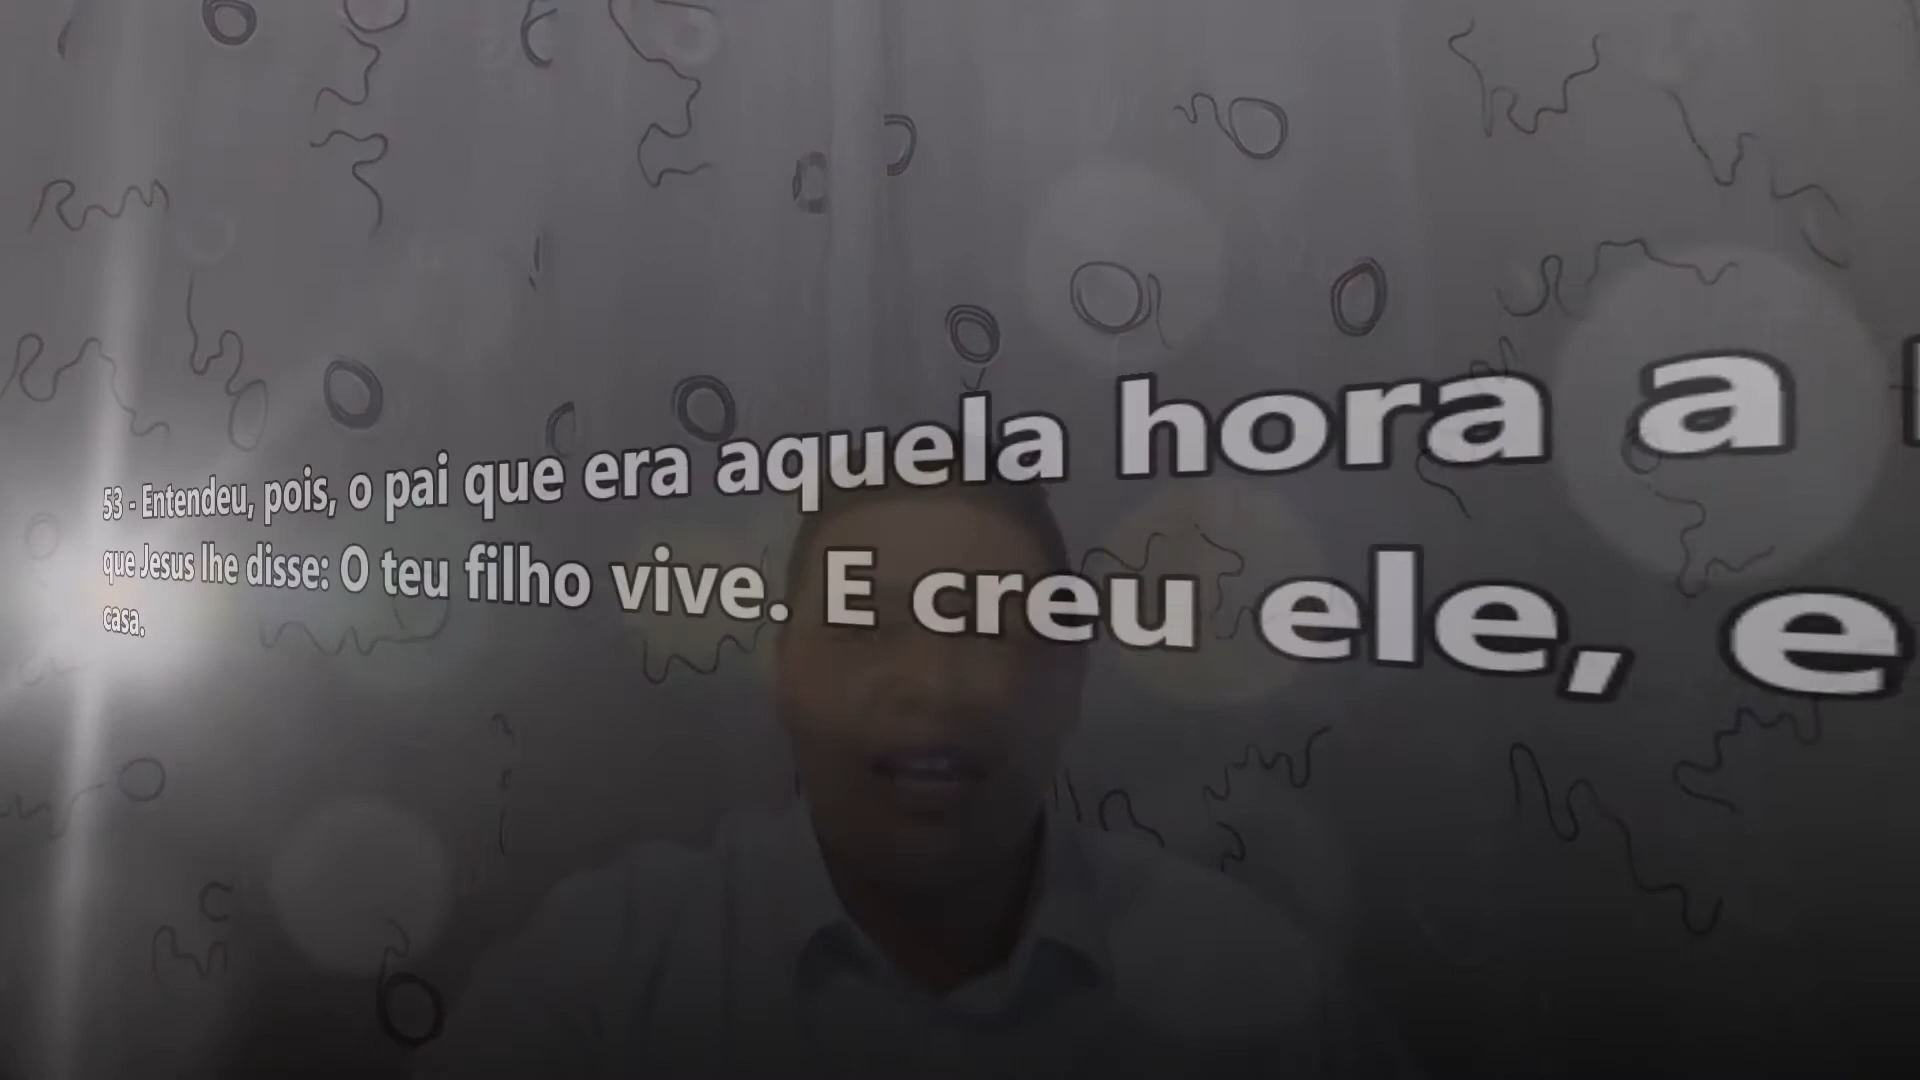 53 - Entendeu, pois, o pai que era aquela hora a
que Jesus lhe disse: O teu filho vive. E creu ele, e
casa.